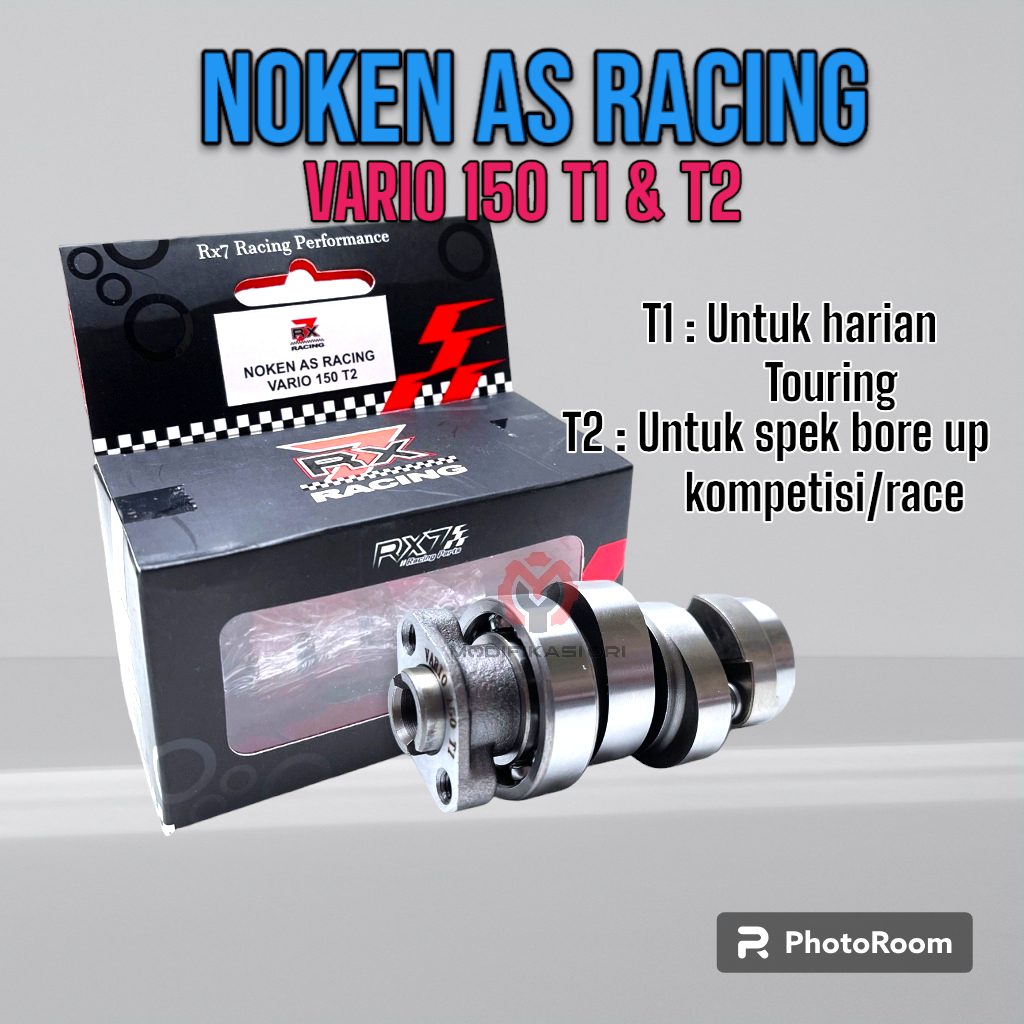 NOKEN AS RACING
VARIO 150 T1 & T2
Rx7 Racing Performance
RX
RACING
NOKEN AS RACING
VARIO 150 T2
T1 : Untuk harian
Touring
T2 : Untuk spek bore up
kompetisi/race
RX
RACING
RX7
Racing Parts
MODIFIKASI
VARIO 150 T1
PhotoRoom